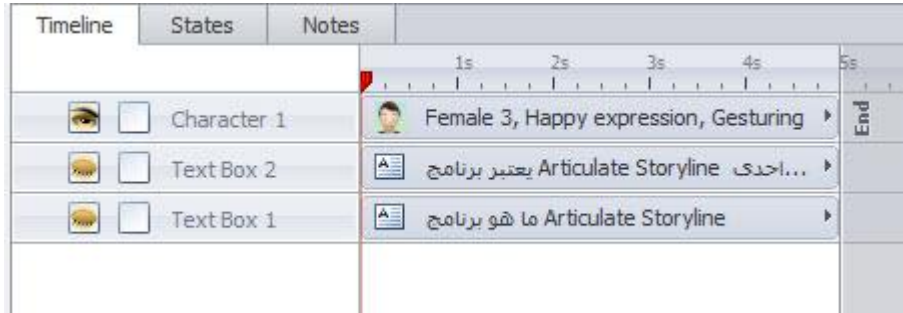 Timeline States Notes
1s 2s 3s 4s 5s
Character 1 Female 3, Happy expression, Gesturing End
Text Box 2 يعتبر برنامج Articulate Storyline احدى...
Text Box 1 ما هو برنامج Articulate Storyline